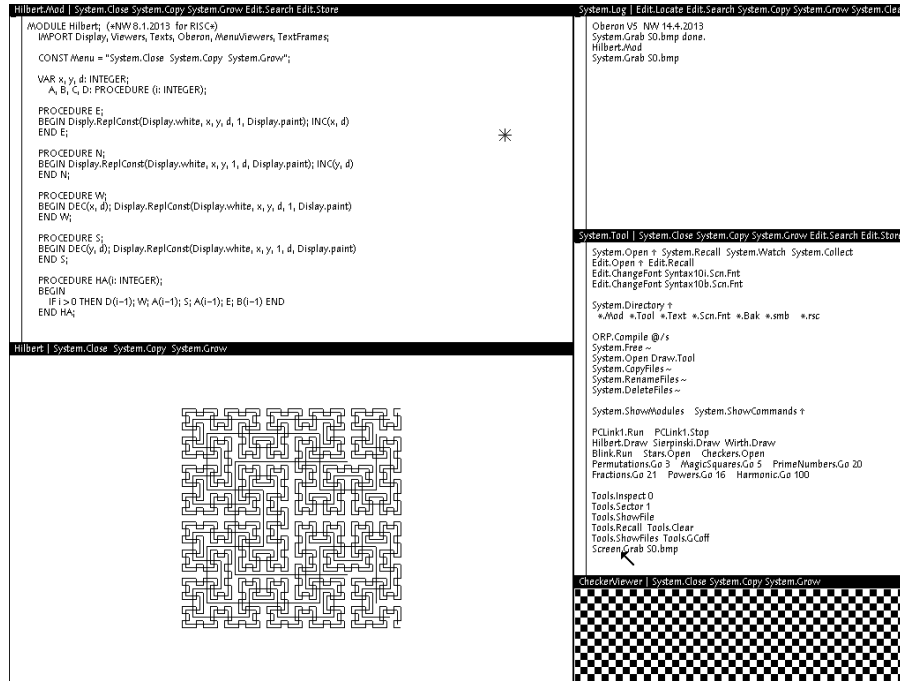 Hilbert.Mod | System.Close System.Copy System.Grow Edit.Search Edit.Store
MODULE Hilbert; (*NW 8.1.2013 for RISC*)
IMPORT Display, Viewers, Texts, Oberon, MenuViewers, TextFrames;
CONST Menu = "System.Close System.Copy System.Grow";
VAR x, y, d: INTEGER;
A, B, C, D: PROCEDURE (i: INTEGER);
PROCEDURE E;
BEGIN Disply.ReplConst(Display.white, x, y, d, 1, Display.paint); INC(x, d)
END E;
PROCEDURE N;
BEGIN Display.ReplConst(Display.white, x, y, 1, d, Display.paint); INC(y, d)
END N;
PROCEDURE W;
BEGIN DEC(x, d); Display.ReplConst(Display.white, x, y, d, 1, Dislay.paint)
END W;
PROCEDURE S;
BEGIN DEC(y, d); Display.ReplConst(Display.white, x, y, 1, d, Display.paint)
END S;
PROCEDURE HA(i: INTEGER);
BEGIN
IF i > 0 THEN D(i−1); W; A(i−1); S; A(i−1); E; B(i−1) END
END HA;
Hilbert | System.Close System.Copy System.Grow
System.Log | Edit.Locate Edit.Search System.Copy System.Grow System.Clea
Oberon V5 NW 14.4.2013
System.Grab S0.bmp done.
Hilbert.Mod
System.Grab S0.bmp
System.Tool | System.Close System.Copy System.Grow Edit.Search Edit.Store
System.Open ↑ System.Recall System.Watch System.Collect
Edit.Open ↑ Edit.Recall
Edit.ChangeFont Syntax10i.Scn.Fnt
Edit.ChangeFont Syntax10b.Scn.Fnt
System.Directory ↑
*.Mod *.Tool *.Text *.Scn.Fnt *.Bak *.smb *.rsc
ORP.Compile @/s
System.Free ~
System.Open Draw.Tool
System.CopyFiles ~
System.RenameFiles ~
System.DeleteFiles ~
System.ShowModules System.ShowCommands ↑
PCLink1.Run PCLink1.Stop
Hilbert.Draw Sierpinski.Draw Wirth.Draw
Blink.Run Stars.Open Checkers.Open
Permutations.Go 3 MagicSquares.Go 5 PrimeNumbers.Go 20
Fractions.Go 21 Powers.Go 16 Harmonic.Go 100
Tools.Inspect 0
Tools.Sector 1
Tools.ShowFile
Tools.Recall Tools.Clear
Tools.ShowFiles Tools.GCoff
Screen.Grab S0.bmp
CheckerViewer | System.Close System.Copy System.Grow